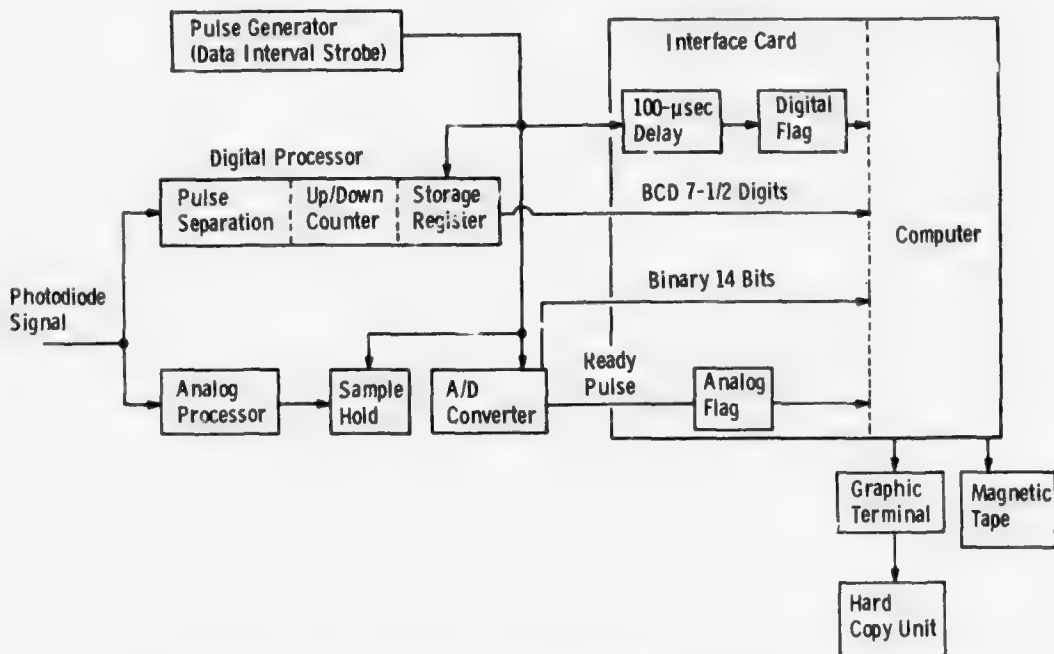 Pulse Generator
(Data Interval Strobe)
Interface Card
100-μsec
Delay
Digital
Flag
Digital Processor
Pulse
Separation
Up/Down
Counter
Storage
Register
BCD 7-1/2 Digits
Computer
Binary 14 Bits
Photodiode
Signal
Analog
Processor
Sample
Hold
A/D
Converter
Ready
Pulse
Analog
Flag
Graphic
Terminal
Magnetic
Tape
Hard
Copy Unit